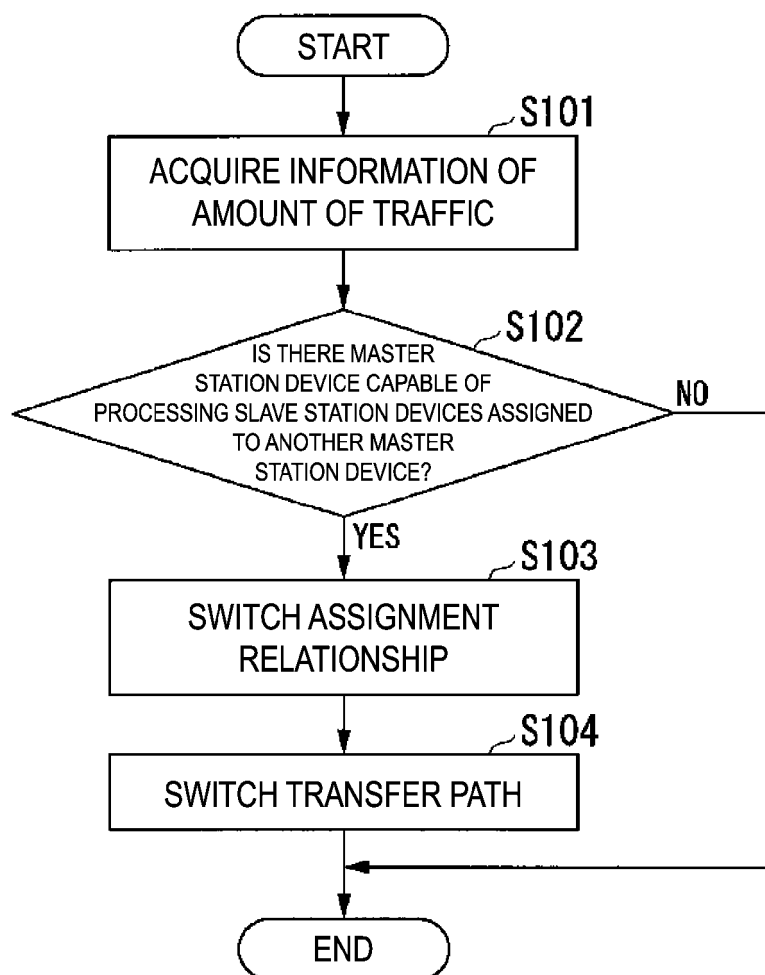 START
S101
ACQUIRE INFORMATION OF
AMOUNT OF TRAFFIC
S102
IS THERE MASTER
STATION DEVICE CAPABLE OF
PROCESSING SLAVE STATION DEVICES ASSIGNED
TO ANOTHER MASTER
STATION DEVICE?
NO
YES
S103
SWITCH ASSIGNMENT
RELATIONSHIP
S104
SWITCH TRANSFER PATH
END